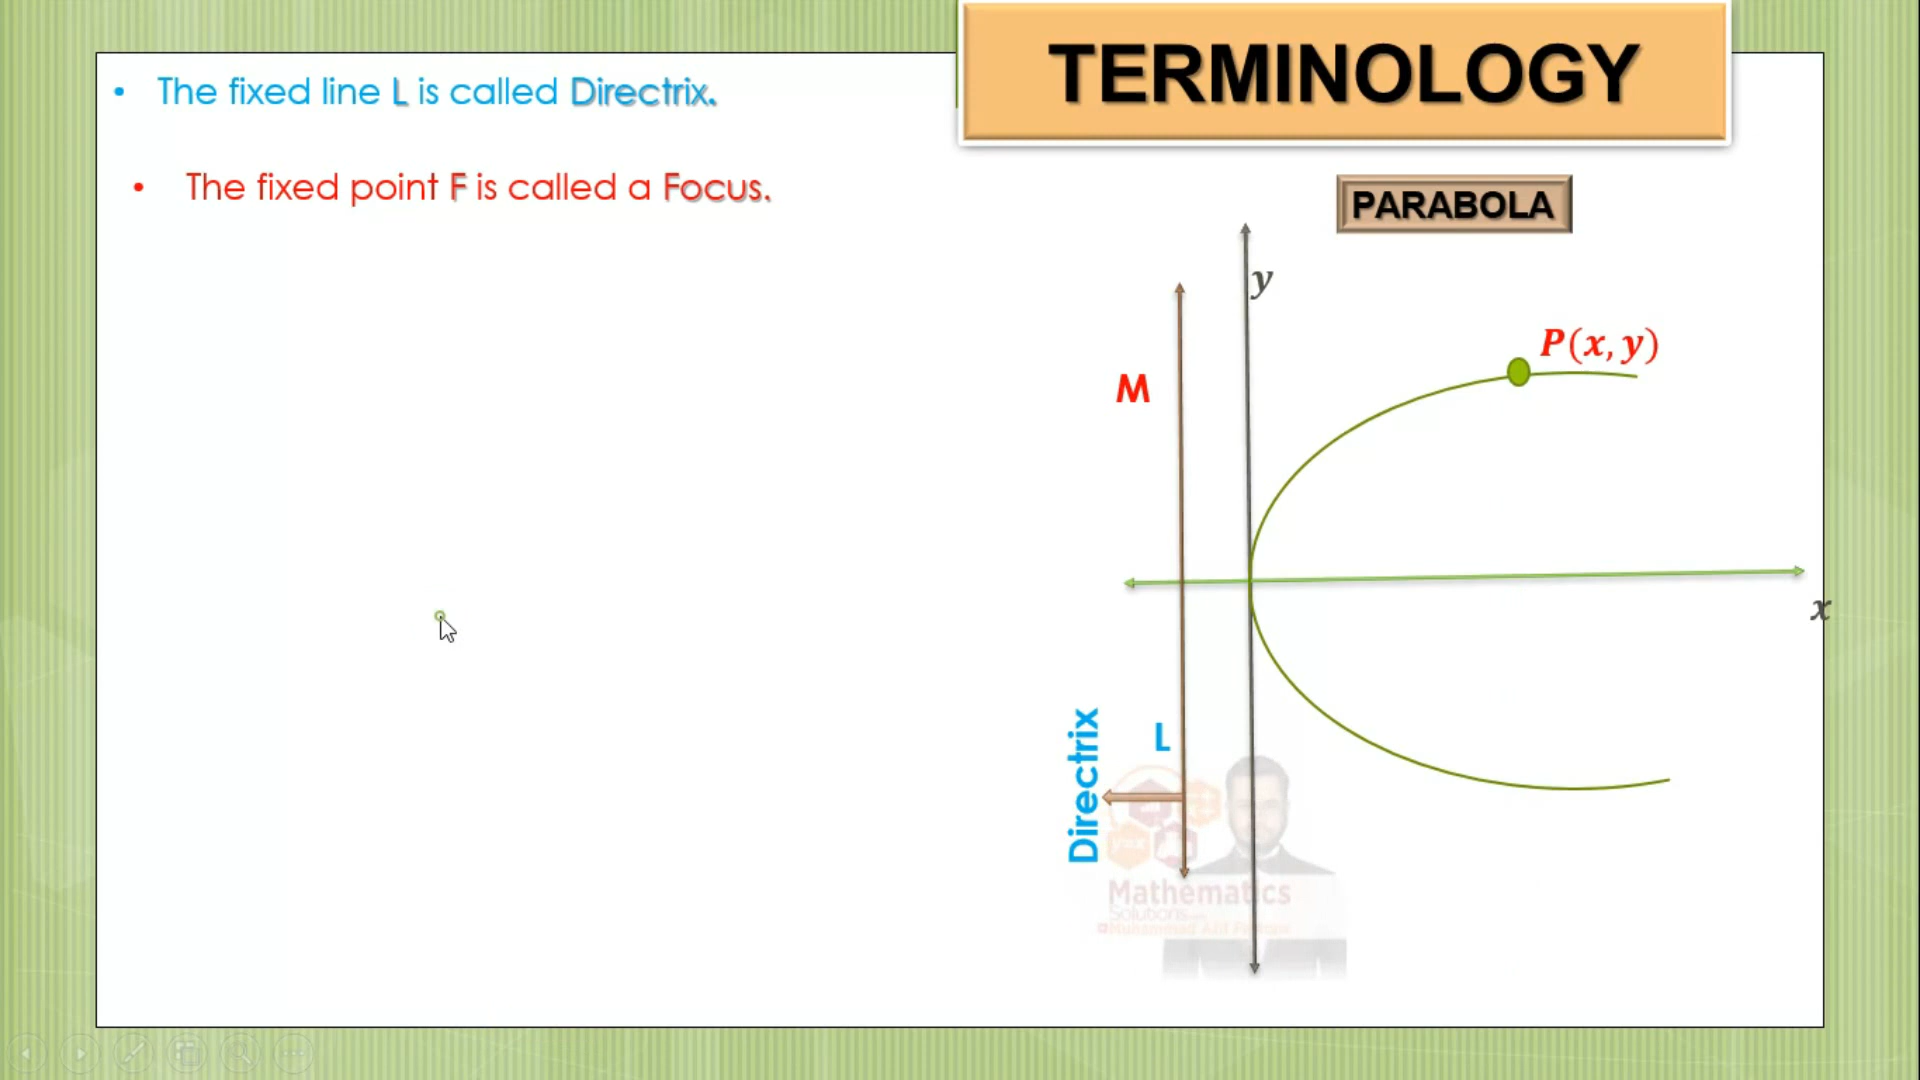 TERMINOLOGY
• The fixed line L is called Directrix.
• The fixed point F is called a Focus.
PARABOLA
y
P(x, y)
M
x
L
Directrix
Mathematics
Solutions